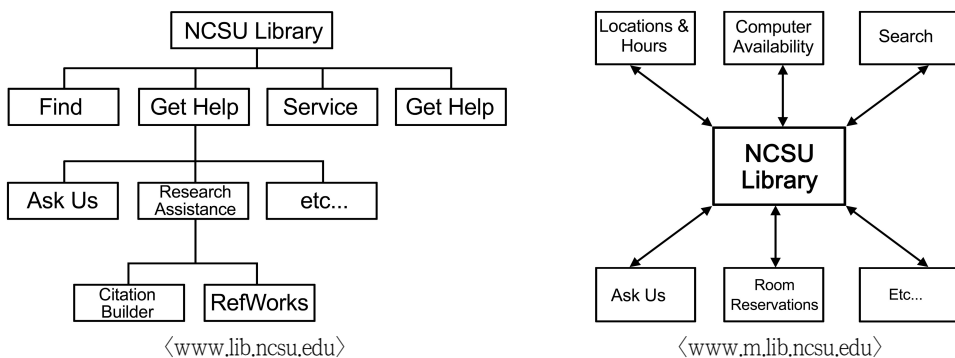 NCSU Library
Find
Get Help
Service
Get Help
Ask Us
Research
Assistance
etc...
Citation
Builder
RefWorks
〈www.lib.ncsu.edu〉
Locations &
Hours
Computer
Availability
Search
NCSU
Library
Ask Us
Room
Reservations
Etc...
〈www.m.lib.ncsu.edu〉